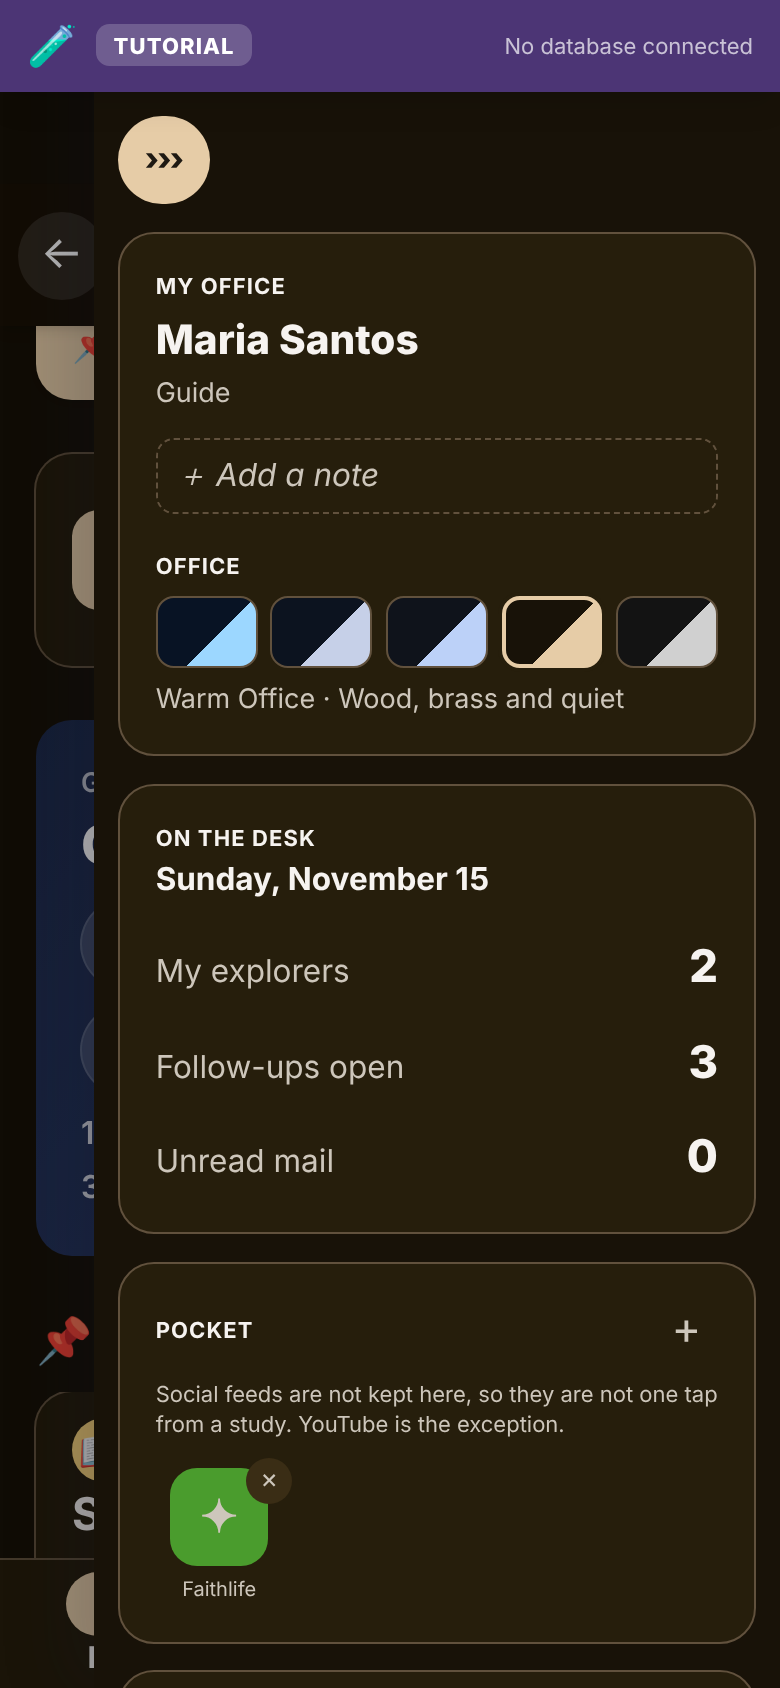 TUTORIAL
No database connected
MY OFFICE
Maria Santos
Guide
+ Add a note
OFFICE
Warm Office · Wood, brass and quiet
ON THE DESK
Sunday, November 15
My explorers 2
Follow-ups open 3
Unread mail 0
POCKET
Social feeds are not kept here, so they are not one tap
from a study. YouTube is the exception.
Faithlife